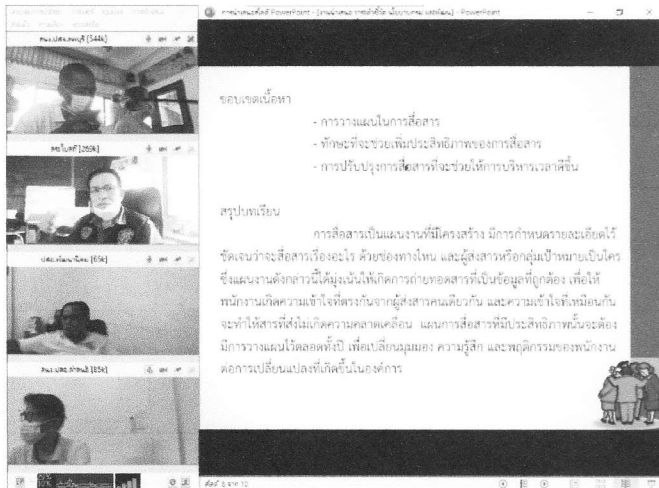 การนำเสนอสไลด์ PowerPoint - PowerPoint
[544k]
[269k]
[65k]
[85k]
ขอบเขตเนื้อหา
- การวางแผนในการสื่อสาร
- ทักษะที่จะช่วยเพิ่มประสิทธิภาพของการสื่อสาร
- การปรับปรุงการสื่อสารที่จะช่วยให้การบริหารเวลาดีขึ้น
สรุปบทเรียน
การสื่อสารเป็นแผนงานที่มีโครงสร้าง มีการกำหนดรายละเอียดไว้
ชัดเจนว่าจะสื่อสารเรื่องอะไร ด้วยช่องทางไหน และผู้ส่งสารหรือกลุ่มเป้าหมายเป็นใคร
ซึ่งแผนงานดังกล่าวนี้ได้มุ่งเน้นให้เกิดการถ่ายทอดสารที่เป็นข้อมูลที่ถูกต้อง เพื่อให้
พนักงานเกิดความเข้าใจที่ตรงกันจากผู้ส่งสารคนเดียวกัน และความเข้าใจที่เหมือนกัน
จะทำให้สารที่ส่งไม่เกิดความคลาดเคลื่อน แผนการสื่อสารที่มีประสิทธิภาพนั้นจะต้อง
มีการวางแผนไว้ตลอดทั้งปี เพื่อเปลี่ยนมุมมอง ความรู้สึก และพฤติกรรมของพนักงาน
ต่อการเปลี่ยนแปลงที่เกิดขึ้นในองค์การ